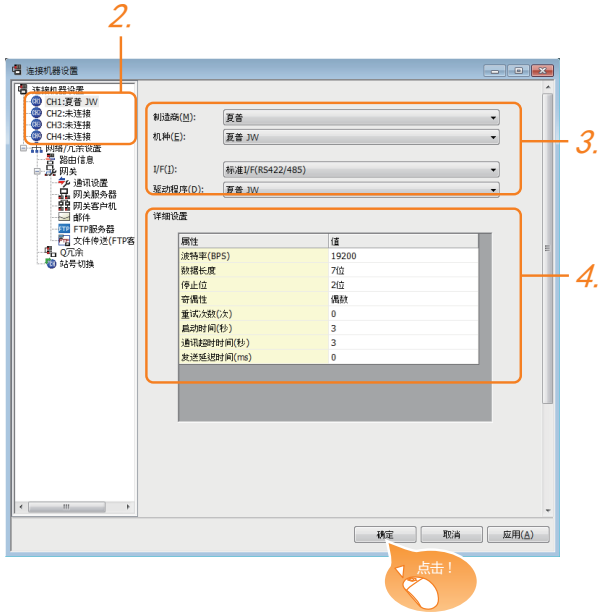 2.
连接机器设置
连接机器设置
CH1:夏普 JW
CH2:未连接
CH3:未连接
CH4:未连接
网络/冗余设置
路由信息
网关
通讯设置
网关服务器
网关客户机
邮件
FTP服务器
文件传送(FTP客
Q冗余
站号切换
制造商(M):
夏普
机种(E):
夏普 JW
3.
I/F(I):
标准I/F(RS422/485)
驱动程序(D):
夏普 JW
详细设置
属性 值
波特率(BPS) 19200
4.
数据长度 7位
停止位 2位
奇偶性 偶数
重试次数(次) 0
启动时间(秒) 3
通讯超时时间(秒) 3
发送延迟时间(ms) 0
确定 取消 应用(A)
点击！